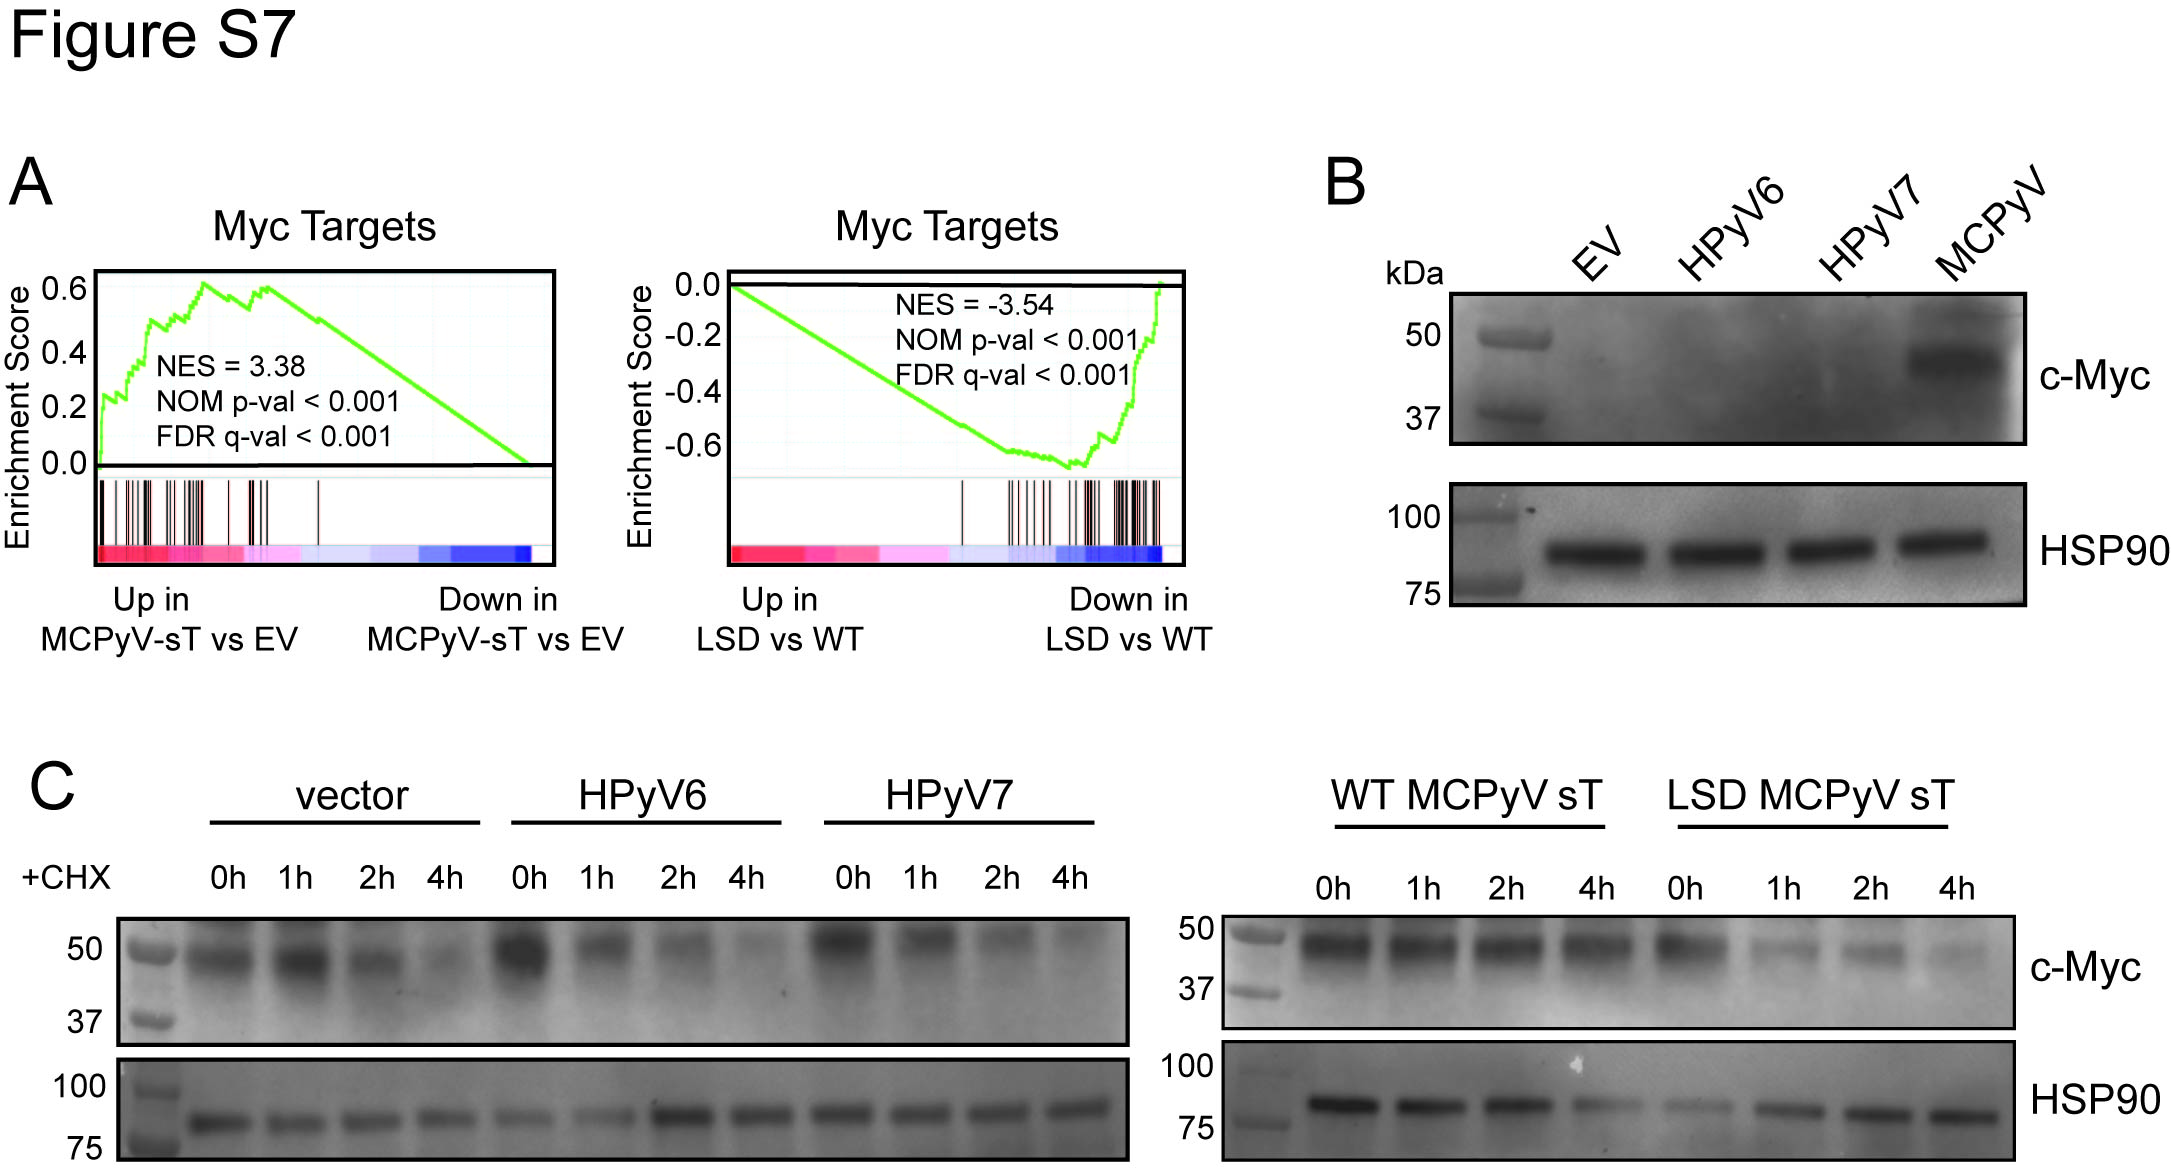 Figure S7
A
Myc Targets
Enrichment Score
0.6
0.4
0.2
0.0
NES = 3.38
NOM p-val < 0.001
FDR q-val < 0.001
Up in
MCPyV-sT vs EV
Down in
MCPyV-sT vs EV
Myc Targets
Enrichment Score
0.0
-0.2
-0.4
-0.6
NES = -3.54
NOM p-val < 0.001
FDR q-val < 0.001
Up in
LSD vs WT
Down in
LSD vs WT
B
kDa
EV
HPyV6
HPyV7
MCPyV
50
37
c-Myc
100
75
HSP90
C
vector HPyV6 HPyV7
+CHX 0h 1h 2h 4h 0h 1h 2h 4h 0h 1h 2h 4h
50
37
100
75
WT MCPyV sT LSD MCPyV sT
0h 1h 2h 4h 0h 1h 2h 4h
50
37
c-Myc
100
75
HSP90